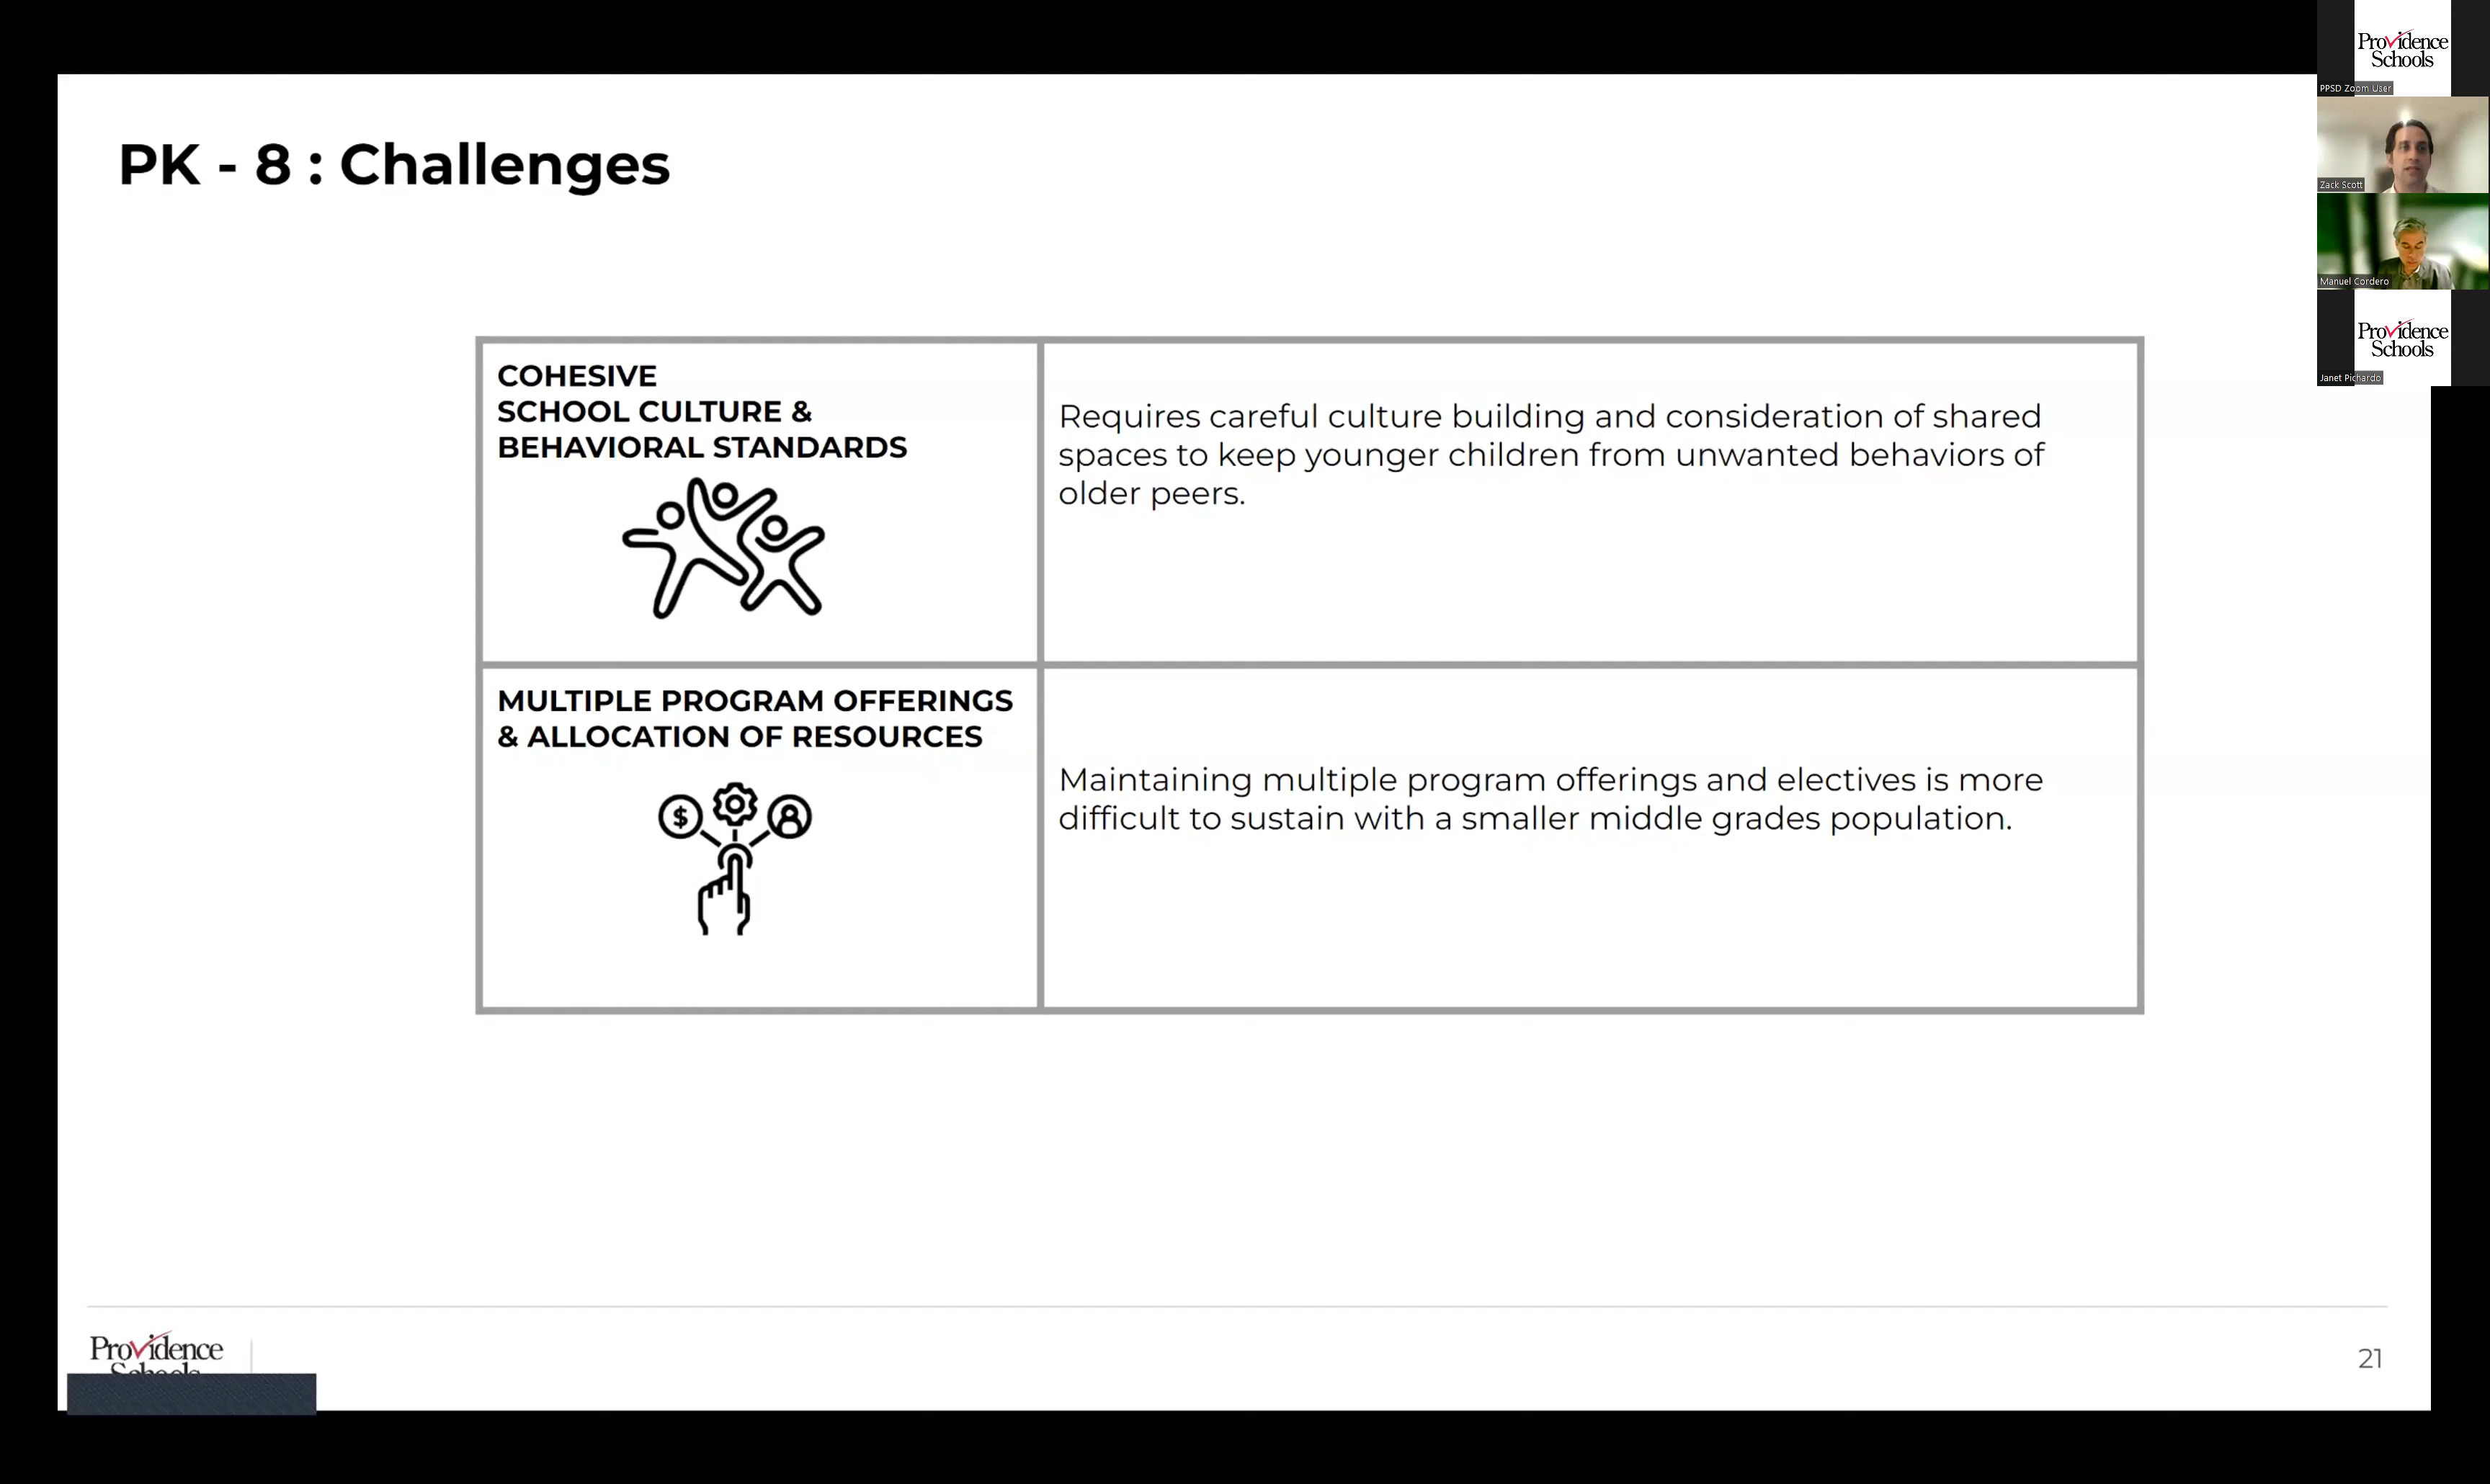 PK - 8 : Challenges
COHESIVE
SCHOOL CULTURE &
BEHAVIORAL STANDARDS
Requires careful culture building and consideration of shared
spaces to keep younger children from unwanted behaviors of
older peers.
MULTIPLE PROGRAM OFFERINGS
& ALLOCATION OF RESOURCES
$
Maintaining multiple program offerings and electives is more
difficult to sustain with a smaller middle grades population.
Providence
Schools
21
Providence
Schools
PPSD Zoom User
Zack Scott
Manuel Cordero
Providence
Schools
Janet Pichardo